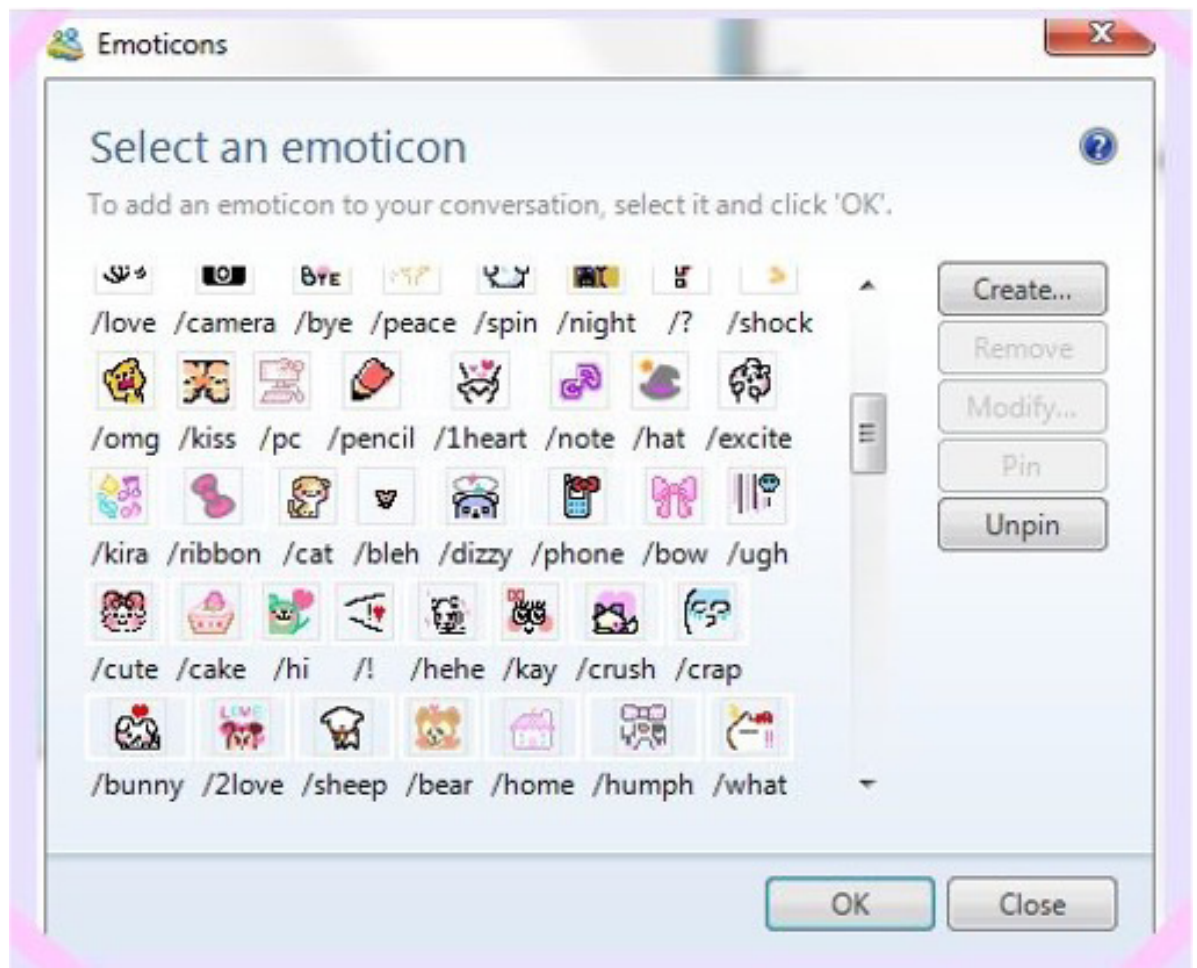 Emoticons
X
Select an emoticon
?
To add an emoticon to your conversation, select it and click 'OK'.
BYE
/love /camera /bye /peace /spin /night /? /shock
/omg /kiss /pc /pencil /1heart /note /hat /excite
/kira /ribbon /cat /bleh /dizzy /phone /bow /ugh
/cute /cake /hi /! /hehe /kay /crush /crap
LOVE
/bunny /2love /sheep /bear /home /humph /what
Create...
Remove
Modify...
Pin
Unpin
OK
Close